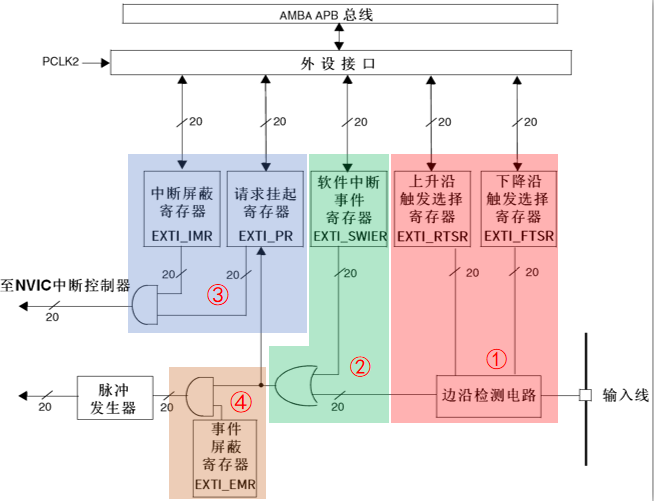 AMBA APB 总线
PCLK2
外设接口
20
20
20
20
20
中断屏蔽
寄存器
EXTI_IMR
请求挂起
寄存器
EXTI_PR
软件中断
事件
寄存器
EXTI_SWIER
上升沿
触发选择
寄存器
EXTI_RTSR
下降沿
触发选择
寄存器
EXTI_FTSR
20
20
20
20
20
至NVIC中断控制器
20
③
②
①
脉冲
发生器
20
20
④
20
边沿检测电路
输入线
事件
屏蔽
寄存器
EXTI_EMR